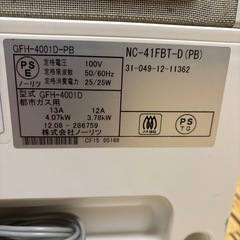 GFH-4001D-PB
NC-41FBT-D(PB)
PS
E
定格電圧 100V
定格周波数 50/60Hz
定格消費電力 25/25W
ノーリツ
31-049-12-11362
型式 GFH-4001D
都市ガス用 13A 12A
4.07kW 3.78kW
12.08-286759
株式会社ノーリツ
CF15 05168
PS
TG